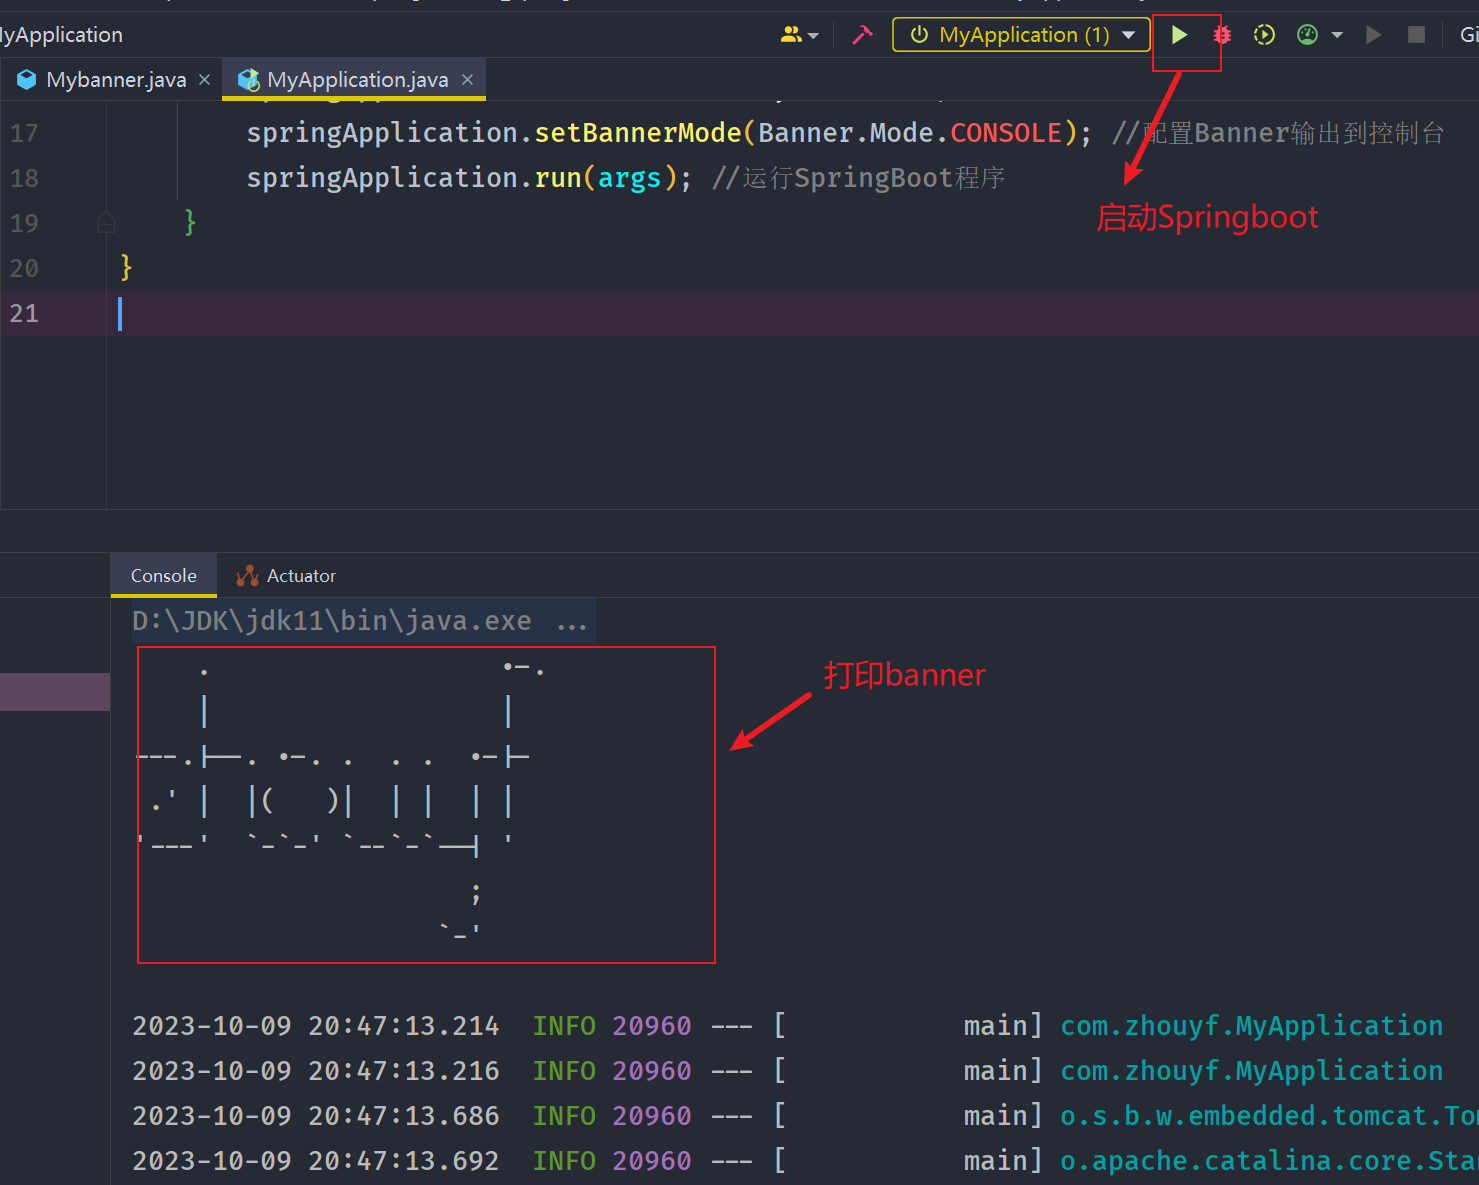 MyApplication
MyApplication (1)
Mybanner.java
MyApplication.java
17 springApplication.setBannerMode(Banner.Mode.CONSOLE); //配置Banner输出到控制台
18 springApplication.run(args); //运行SpringBoot程序
19 }
20 }
21
启动Springboot
Console
Actuator
D:\JDK\jdk11\bin\java.exe ...
打印banner
    .                  •-.
    |                  |
---.|--. •-. .  . .  •-|-
 .' |  |(   )|  | |  | |
'---'  `-`-' `--`-`--| '
                     ;
                   `-'
2023-10-09 20:47:13.214  INFO 20960 --- [           main] com.zhouyf.MyApplication
2023-10-09 20:47:13.216  INFO 20960 --- [           main] com.zhouyf.MyApplication
2023-10-09 20:47:13.686  INFO 20960 --- [           main] o.s.b.w.embedded.tomcat.To
2023-10-09 20:47:13.692  INFO 20960 --- [           main] o.apache.catalina.core.Sta